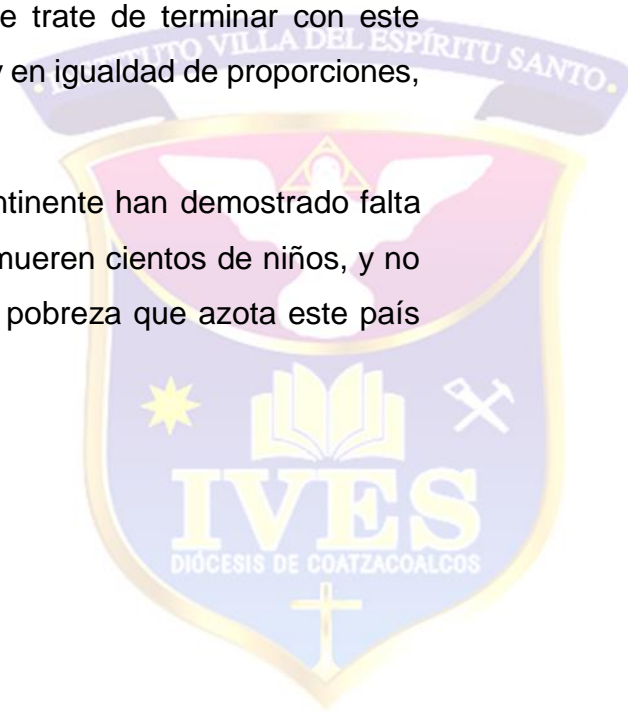 e trate de terminar con este
INSTITUTO VILLA DEL ESPÍRITU SANTO
y en igualdad de proporciones,
ntinente han demostrado falta
mueren cientos de niños, y no
pobreza que azota este país
IVES
DIÓCESIS DE COATZACOALCOS